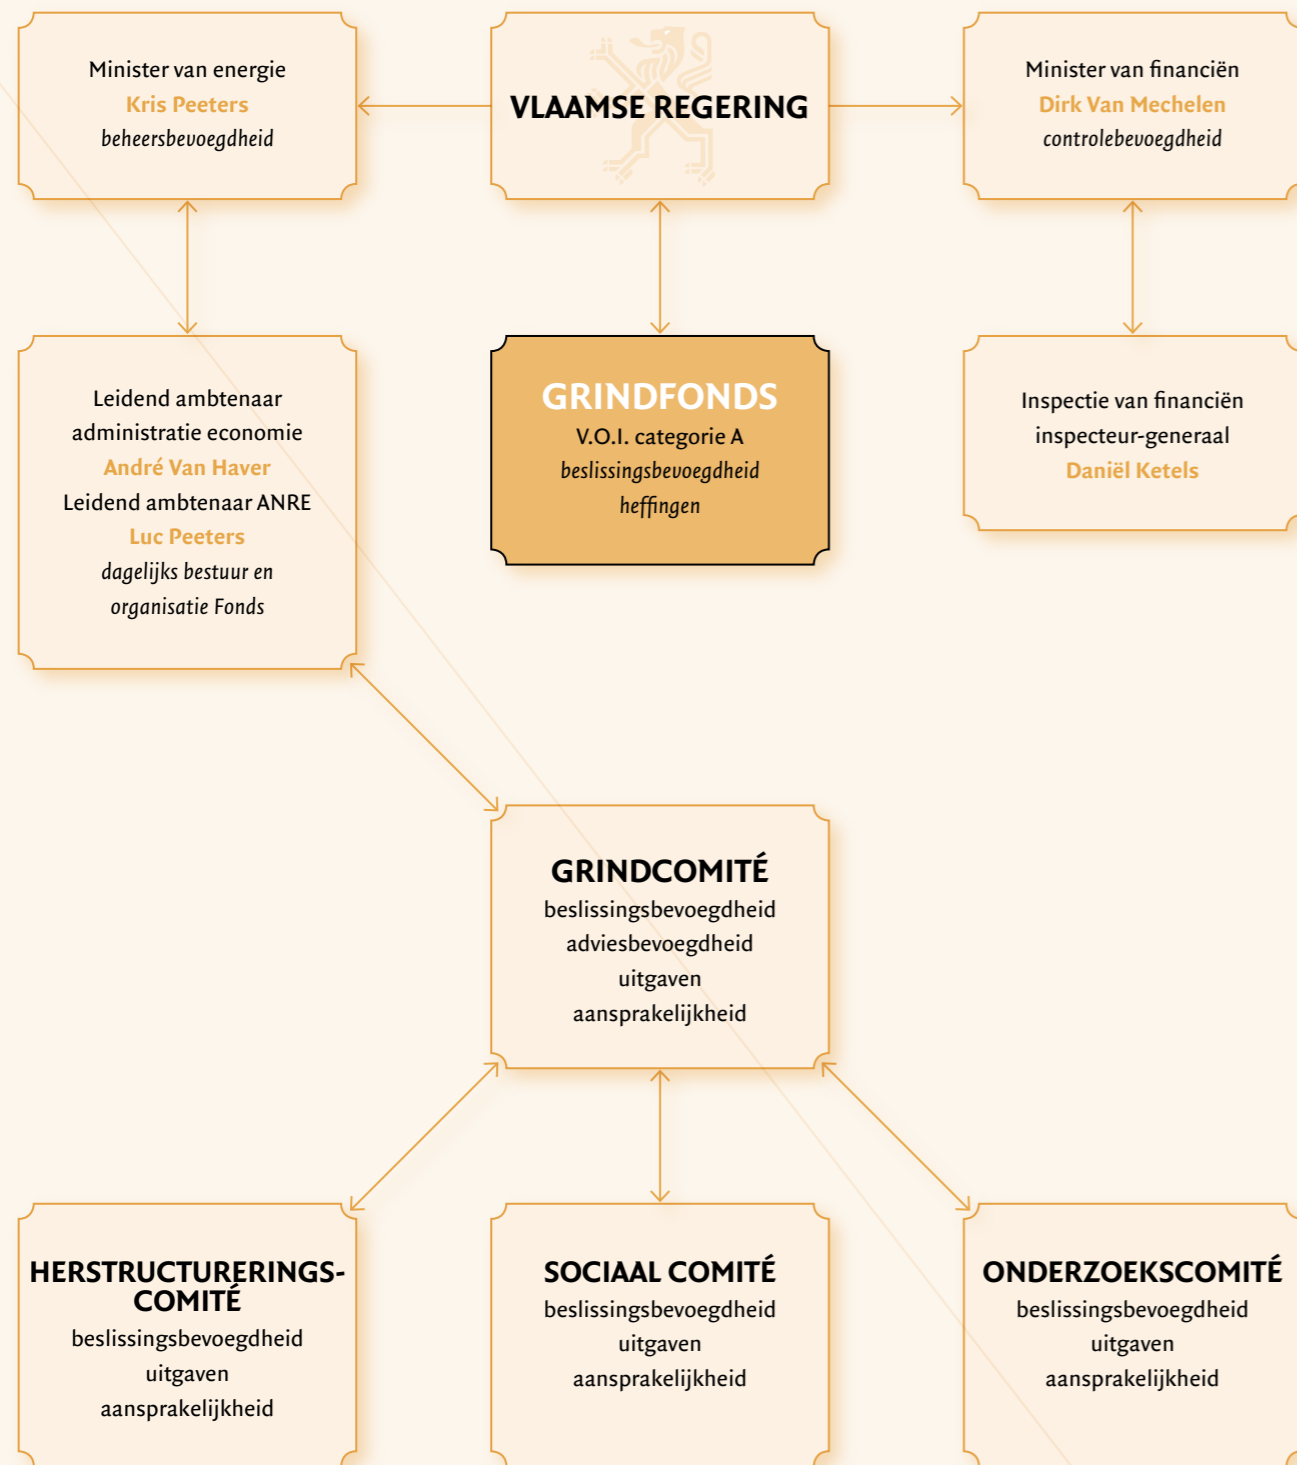 Minister van energie
Kris Peeters
beheersbevoegdheid
VLAAMSE REGERING
Minister van financiën
Dirk Van Mechelen
controlebevoegdheid
Leidend ambtenaar
administratie economie
André Van Haver
Leidend ambtenaar ANRE
Luc Peeters
dagelijks bestuur en
organisatie Fonds
GRINDFONDS
V.O.I. categorie A
beslissingsbevoegdheid
heffingen
Inspectie van financiën
inspecteur-generaal
Daniël Ketels
GRINDCOMITÉ
beslissingsbevoegdheid
adviesbevoegdheid
uitgaven
aansprakelijkheid
HERSTRUCTURERINGS-
COMITÉ
beslissingsbevoegdheid
uitgaven
aansprakelijkheid
SOCIAAL COMITÉ
beslissingsbevoegdheid
uitgaven
aansprakelijkheid
ONDERZOEKSCOMITÉ
beslissingsbevoegdheid
uitgaven
aansprakelijkheid